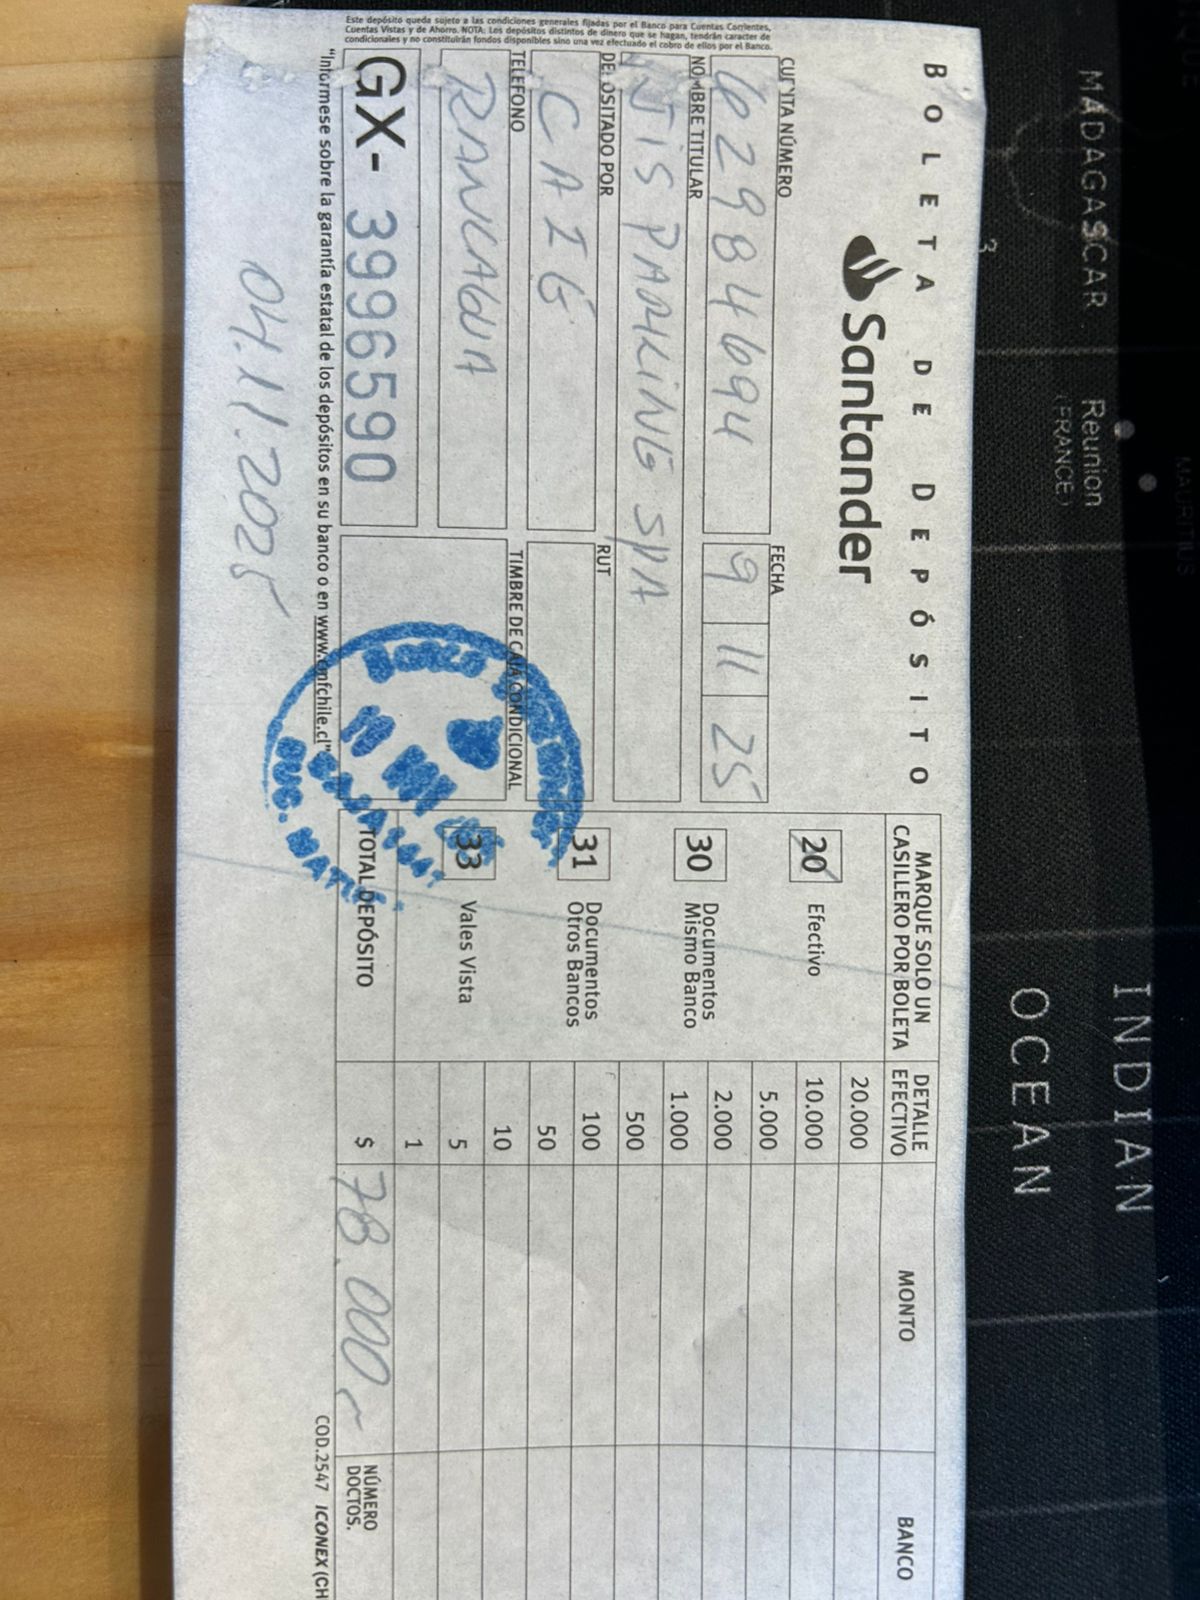 BOLETA DE DEPÓSITO
Santander
CUENTA NÚMERO
62984694
FECHA
9 11 25
NOMBRE TITULAR
JIS PARKING SPA
DEPOSITADO POR
CAIG
RUT
TELEFONO
RANCAGUA
TIMBRE DE CAJA CONDICIONAL
GX- 3996590
"Infórmese sobre la garantía estatal de los depósitos en su banco o en www.cmfchile.cl"
04.11.2025
Este depósito queda sujeto a las condiciones generales fijadas por el Banco para Cuentas Corrientes,
Cuentas Vistas y de Ahorro. NOTA: Los depósitos distintos de dinero que se hagan, tendrán caracter de
condicionales y no constituirán fondos disponibles sino una vez efectuado el cobro de ellos por el Banco.
MARQUE SOLO UN
CASILLERO POR BOLETA
20 Efectivo
30 Documentos
Mismo Banco
31 Documentos
Otros Bancos
33 Vales Vista
TOTAL DEPÓSITO
DETALLE
EFECTIVO
MONTO
BANCO
20.000
10.000
5.000
2.000
1.000
500
100
50
10
5
1
$ 78.000
NÚMERO
DOCTOS.
COD.2547 ICONEX (CH
MADAGASCAR
Reunion
(FRANCE)
MAURITIUS
INDIAN
OCEAN
3